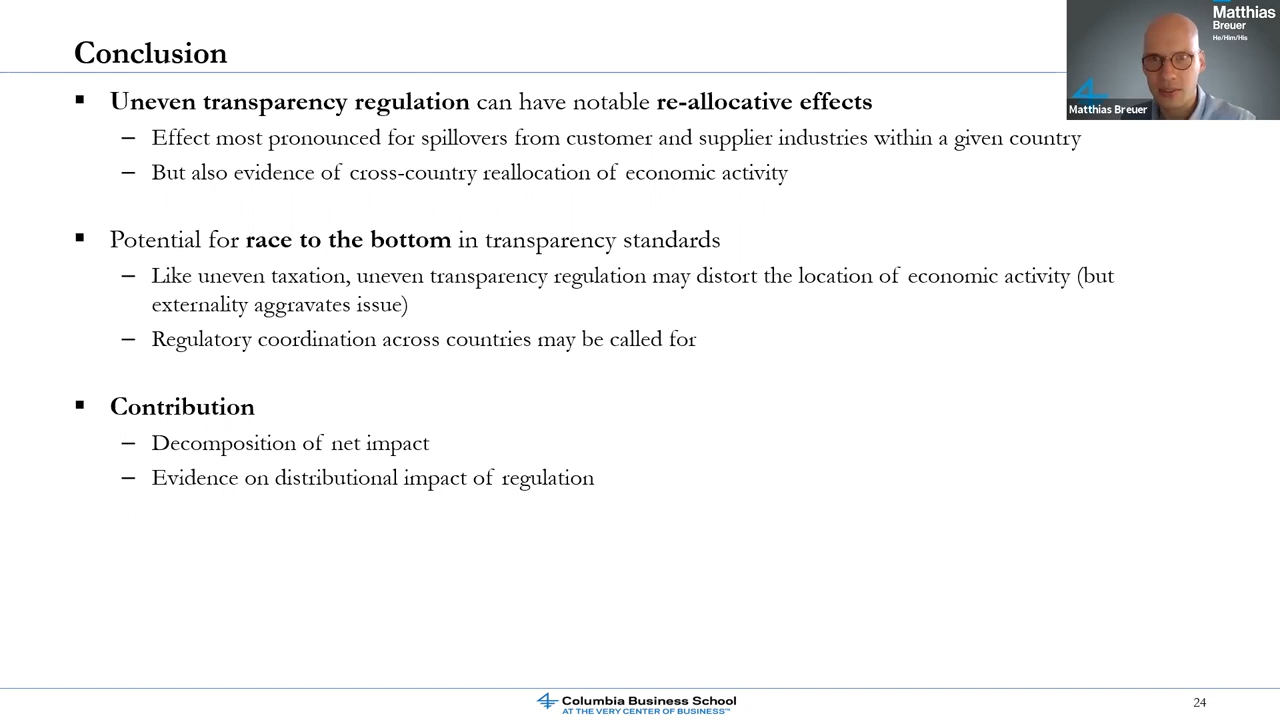 Conclusion
Matthias
Breuer
He/Him/His
Matthias Breuer
▪ Uneven transparency regulation can have notable re-allocative effects
– Effect most pronounced for spillovers from customer and supplier industries within a given country
– But also evidence of cross-country reallocation of economic activity
▪ Potential for race to the bottom in transparency standards
– Like uneven taxation, uneven transparency regulation may distort the location of economic activity (but
externality aggravates issue)
– Regulatory coordination across countries may be called for
▪ Contribution
– Decomposition of net impact
– Evidence on distributional impact of regulation
Columbia Business School
AT THE VERY CENTER OF BUSINESS™
24